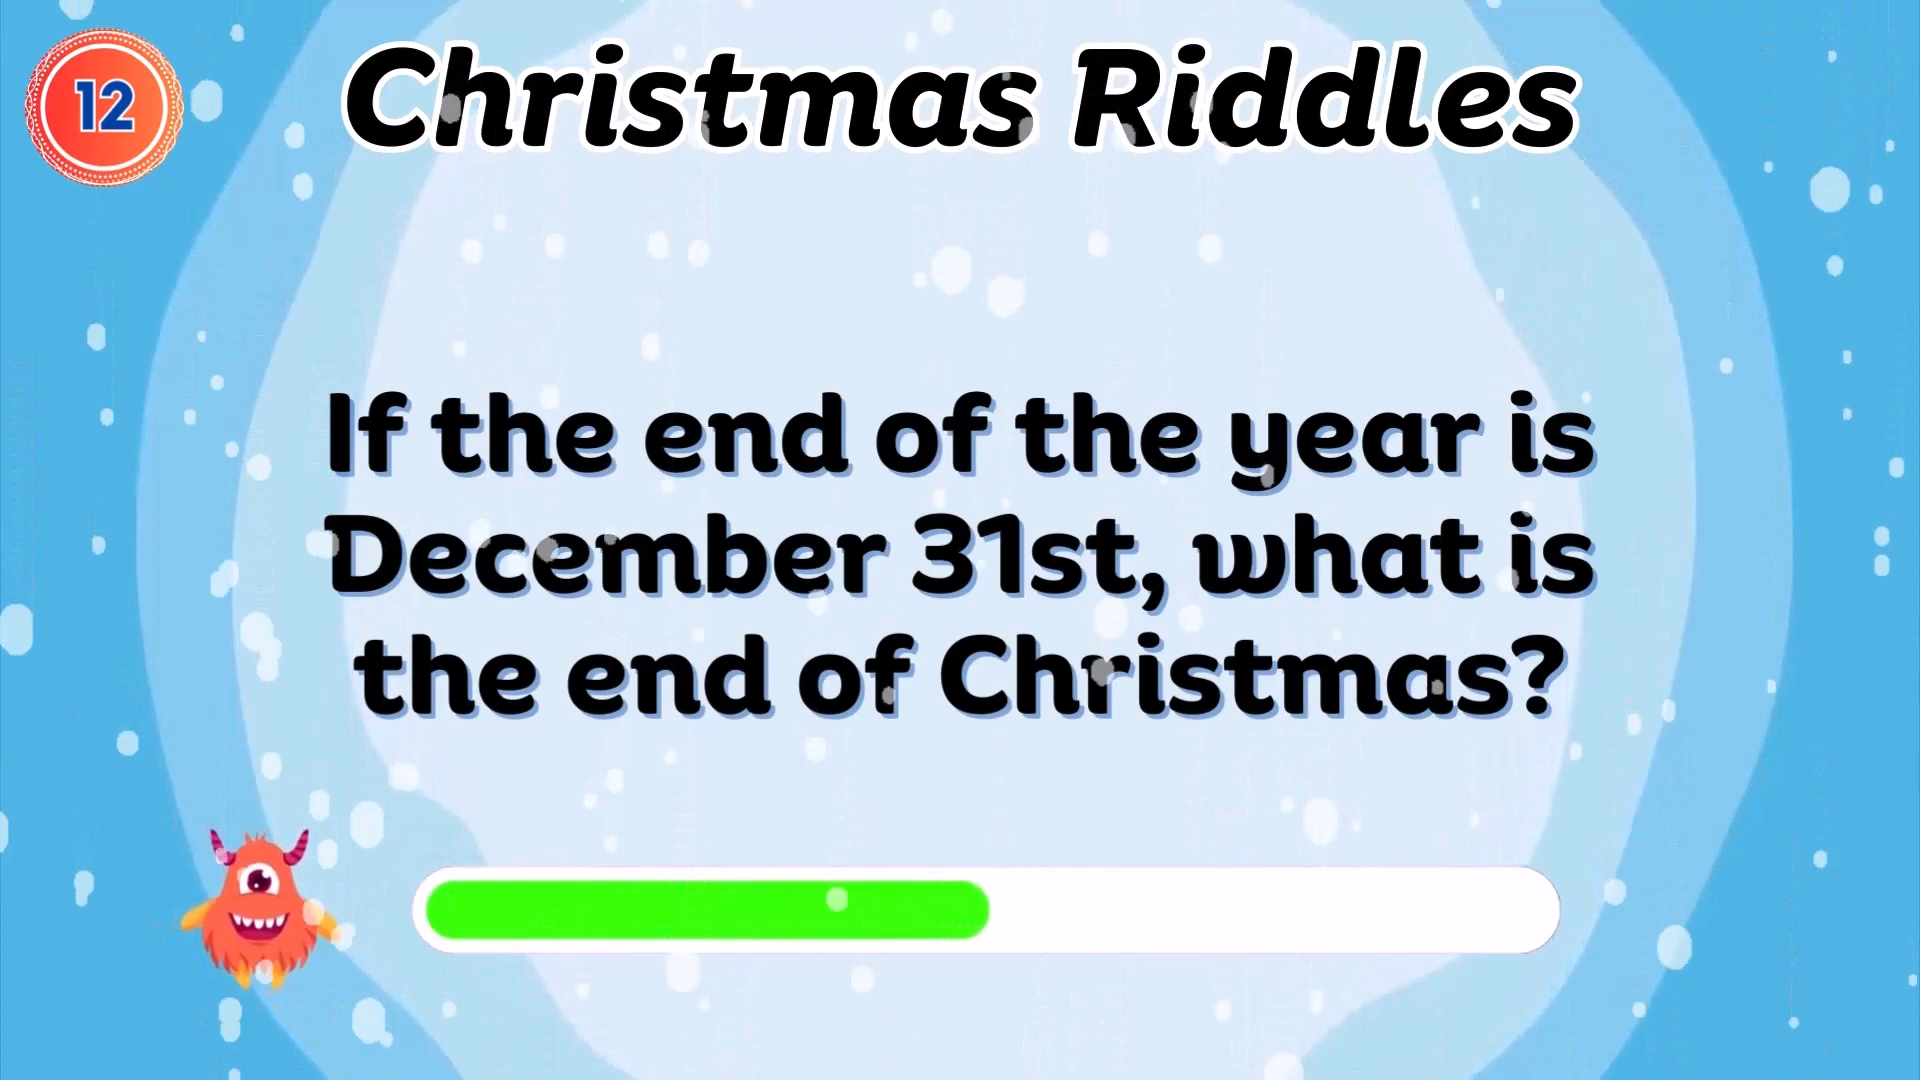 12
Christmas Riddles
If the end of the year is
December 31st, what is
the end of Christmas?